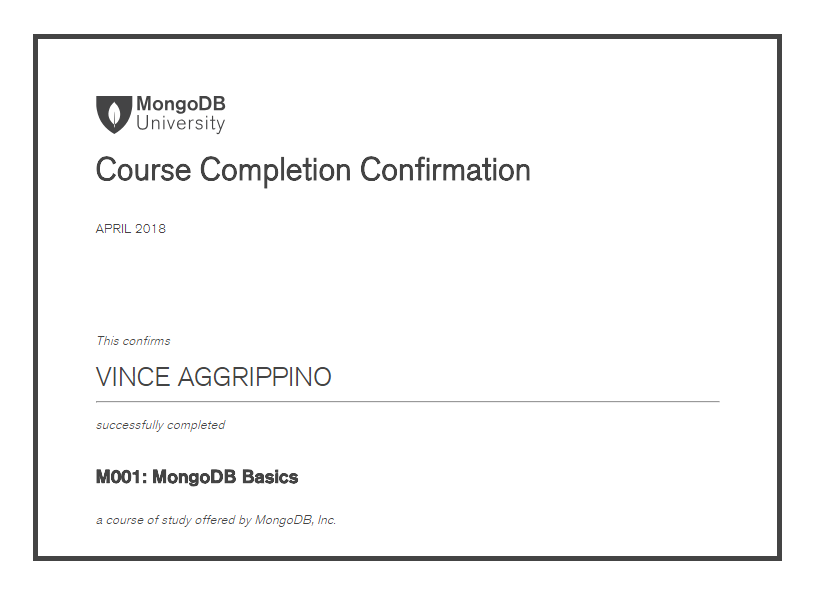 MongoDB
University
Course Completion Confirmation
APRIL 2018
This confirms
VINCE AGGRIPPINO
successfully completed
M001: MongoDB Basics
a course of study offered by MongoDB, Inc.